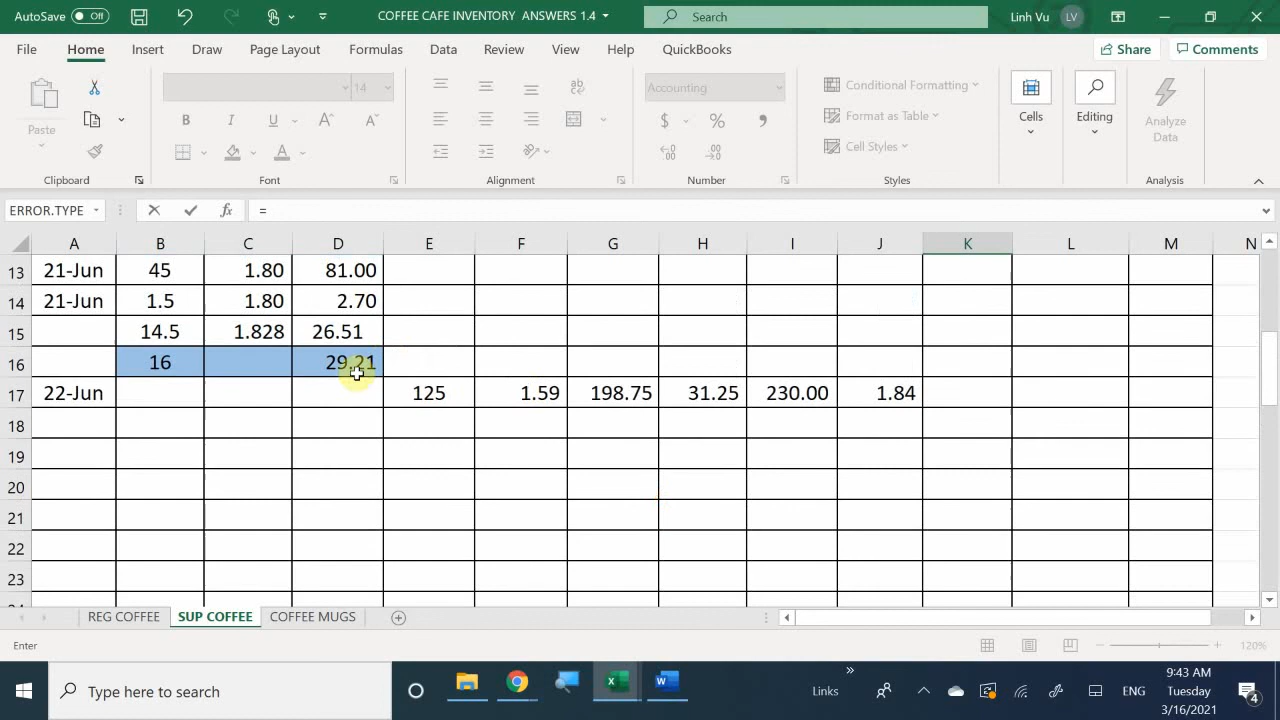 AutoSave Off COFFEE CAFE INVENTORY ANSWERS 1.4 Search Linh Vu LV
File Home Insert Draw Page Layout Formulas Data Review View Help QuickBooks Share Comments
Paste 14 B I U A A Accounting $ % Conditional Formatting Format as Table Cell Styles Cells Editing Analyze Data
Clipboard Font Alignment Number Styles Analysis
ERROR.TYPE fx =
A B C D E F G H I J K L M N
13 21-Jun 45 1.80 81.00
14 21-Jun 1.5 1.80 2.70
15 14.5 1.828 26.51
16 16 29.21
17 22-Jun 125 1.59 198.75 31.25 230.00 1.84
18
19
20
21
22
23
REG COFFEE SUP COFFEE COFFEE MUGS
Enter 120%
Type here to search Links ENG 9:43 AM
Tuesday
3/16/2021
4